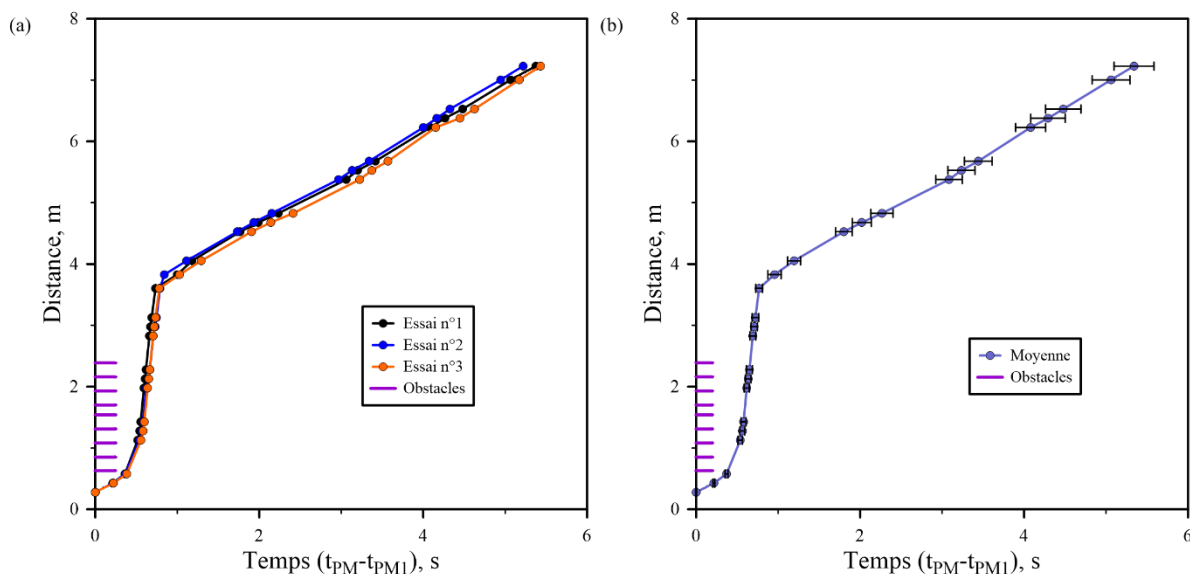 (a)
8
6
4
2
0
Distance, m
Essai n°1
Essai n°2
Essai n°3
Obstacles
0
2
4
6
Temps (tPM-tPM1), s
(b)
8
6
4
2
0
Distance, m
Moyenne
Obstacles
0
2
4
6
Temps (tPM-tPM1), s